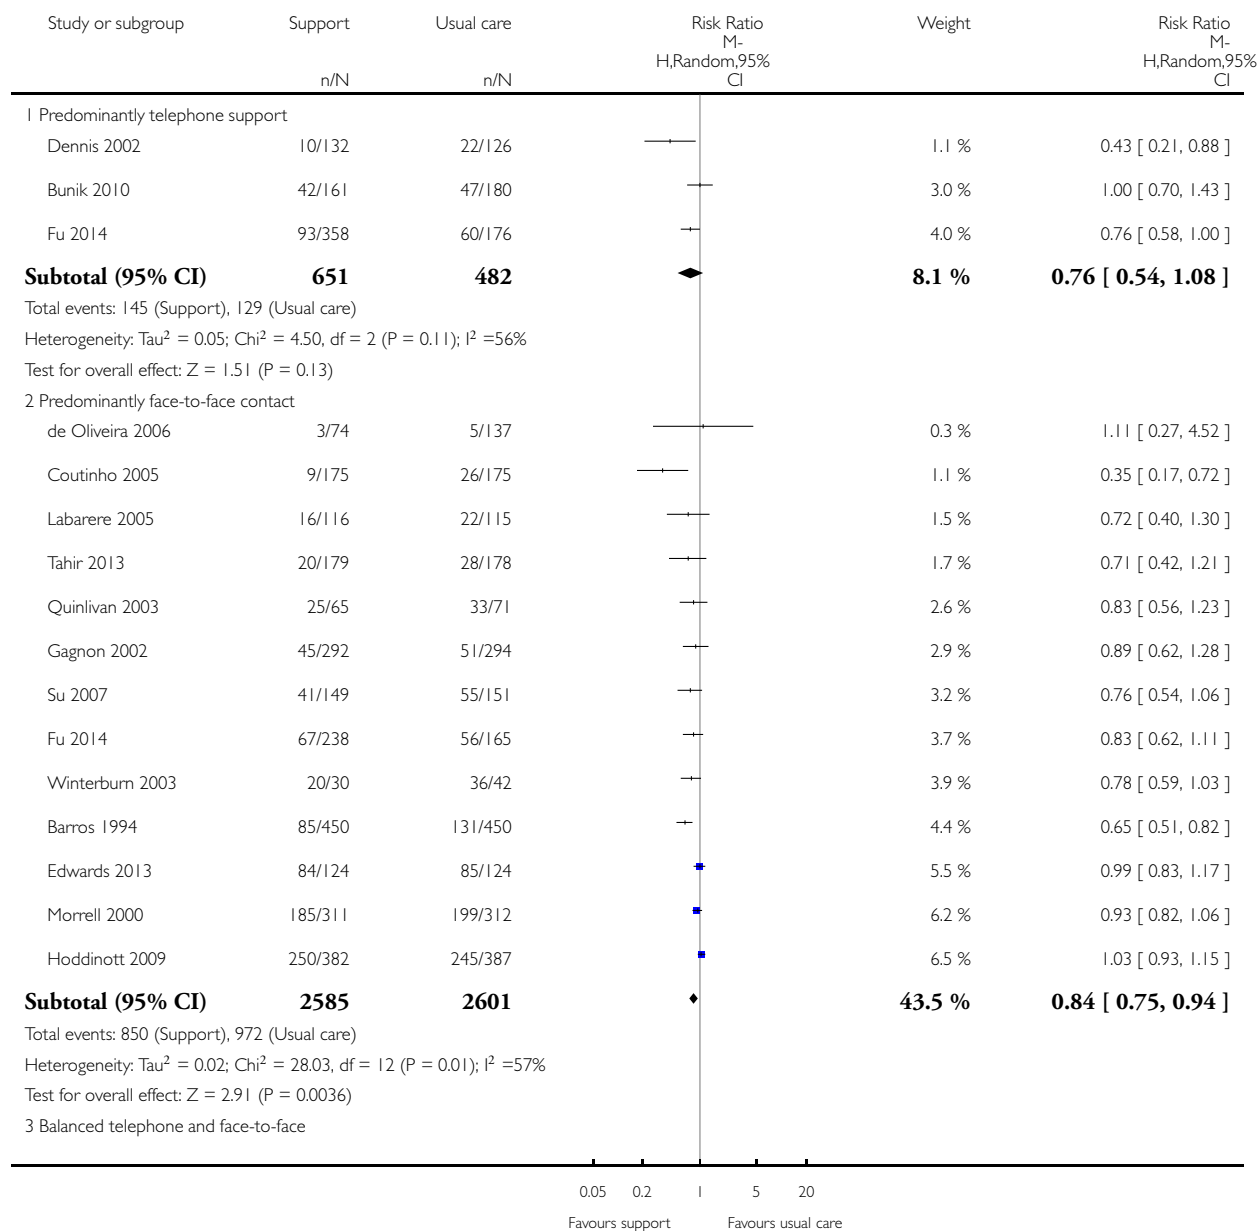 Study or subgroup Support Usual care Risk Ratio Weight Risk Ratio
M- M-
H,Random,95% H,Random,95%
n/N n/N CI CI
1 Predominantly telephone support
Dennis 2002 10/132 22/126 1.1 % 0.43 [ 0.21, 0.88 ]
Bunik 2010 42/161 47/180 3.0 % 1.00 [ 0.70, 1.43 ]
Fu 2014 93/358 60/176 4.0 % 0.76 [ 0.58, 1.00 ]
Subtotal (95% CI) 651 482 8.1 % 0.76 [ 0.54, 1.08 ]
Total events: 145 (Support), 129 (Usual care)
Heterogeneity: Tau² = 0.05; Chi² = 4.50, df = 2 (P = 0.11); I² =56%
Test for overall effect: Z = 1.51 (P = 0.13)
2 Predominantly face-to-face contact
de Oliveira 2006 3/74 5/137 0.3 % 1.11 [ 0.27, 4.52 ]
Coutinho 2005 9/175 26/175 1.1 % 0.35 [ 0.17, 0.72 ]
Labarere 2005 16/116 22/115 1.5 % 0.72 [ 0.40, 1.30 ]
Tahir 2013 20/179 28/178 1.7 % 0.71 [ 0.42, 1.21 ]
Quinlivan 2003 25/65 33/71 2.6 % 0.83 [ 0.56, 1.23 ]
Gagnon 2002 45/292 51/294 2.9 % 0.89 [ 0.62, 1.28 ]
Su 2007 41/149 55/151 3.2 % 0.76 [ 0.54, 1.06 ]
Fu 2014 67/238 56/165 3.7 % 0.83 [ 0.62, 1.11 ]
Winterburn 2003 20/30 36/42 3.9 % 0.78 [ 0.59, 1.03 ]
Barros 1994 85/450 131/450 4.4 % 0.65 [ 0.51, 0.82 ]
Edwards 2013 84/124 85/124 5.5 % 0.99 [ 0.83, 1.17 ]
Morrell 2000 185/311 199/312 6.2 % 0.93 [ 0.82, 1.06 ]
Hoddinott 2009 250/382 245/387 6.5 % 1.03 [ 0.93, 1.15 ]
Subtotal (95% CI) 2585 2601 43.5 % 0.84 [ 0.75, 0.94 ]
Total events: 850 (Support), 972 (Usual care)
Heterogeneity: Tau² = 0.02; Chi² = 28.03, df = 12 (P = 0.01); I² =57%
Test for overall effect: Z = 2.91 (P = 0.0036)
3 Balanced telephone and face-to-face
0.05 0.2 1 5 20
Favours support Favours usual care